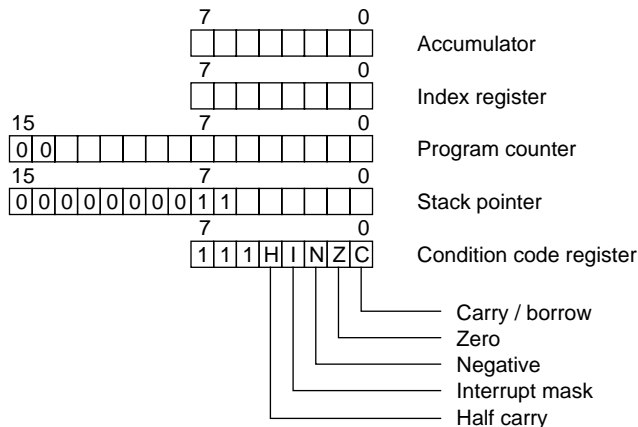 7 0
Accumulator
7 0
Index register
15 7 0
0 0 Program counter
15 7 0
0 0 0 0 0 0 0 0 1 1 Stack pointer
7 0
1 1 1 H I N Z C Condition code register
Carry / borrow
Zero
Negative
Interrupt mask
Half carry